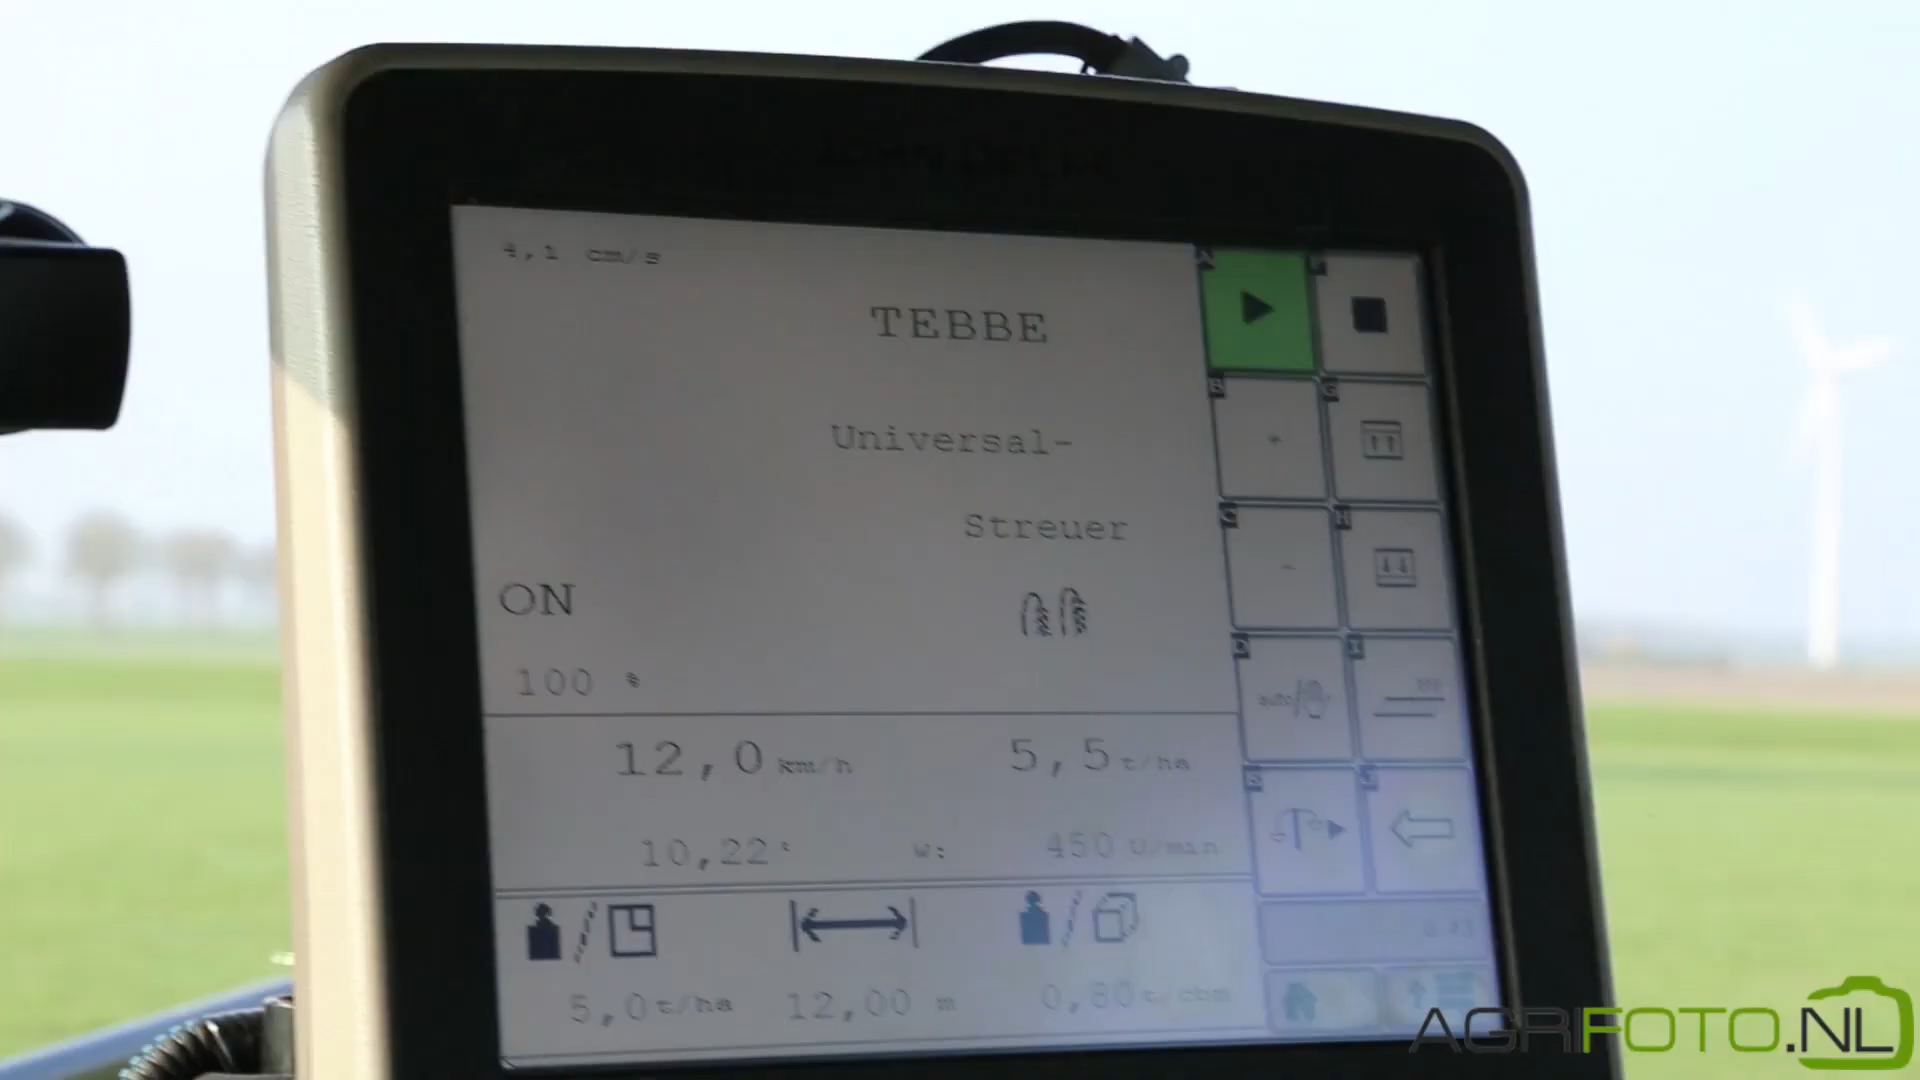 4,1 cm/s
TEBBE
Universal-
Streuer
ON
100 %
12,0 km/h 5,5 t/ha
10,22 t w: 450 U/min
5,0 t/ha 12,00 m 0,80 t/cbm
A F
B G
+
C H
-
D I
auto/
E J
AGRIFOTO.NL